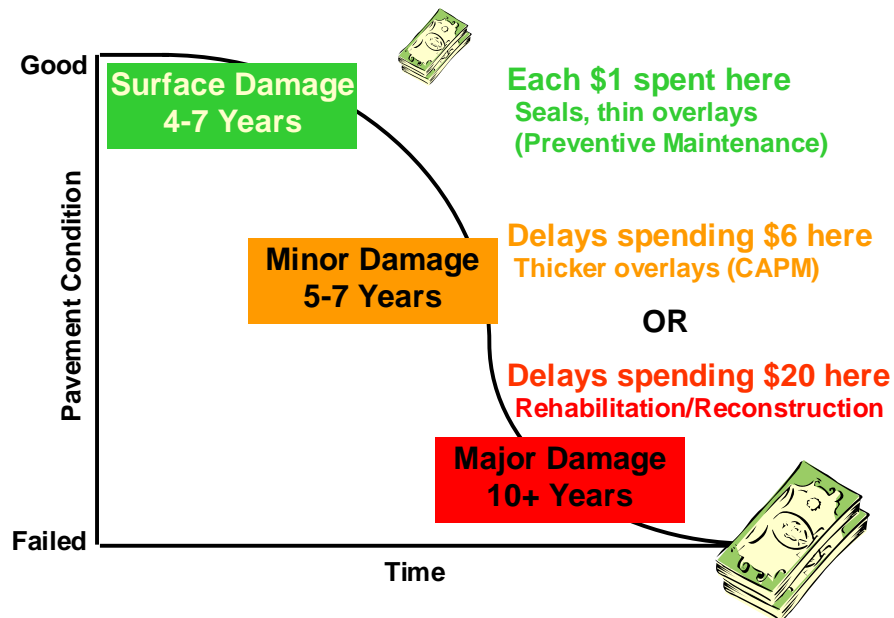 Good
Surface Damage
4-7 Years
Each $1 spent here
Seals, thin overlays
(Preventive Maintenance)
Pavement Condition
Minor Damage
5-7 Years
Delays spending $6 here
Thicker overlays (CAPM)
OR
Delays spending $20 here
Rehabilitation/Reconstruction
Major Damage
10+ Years
Failed
Time